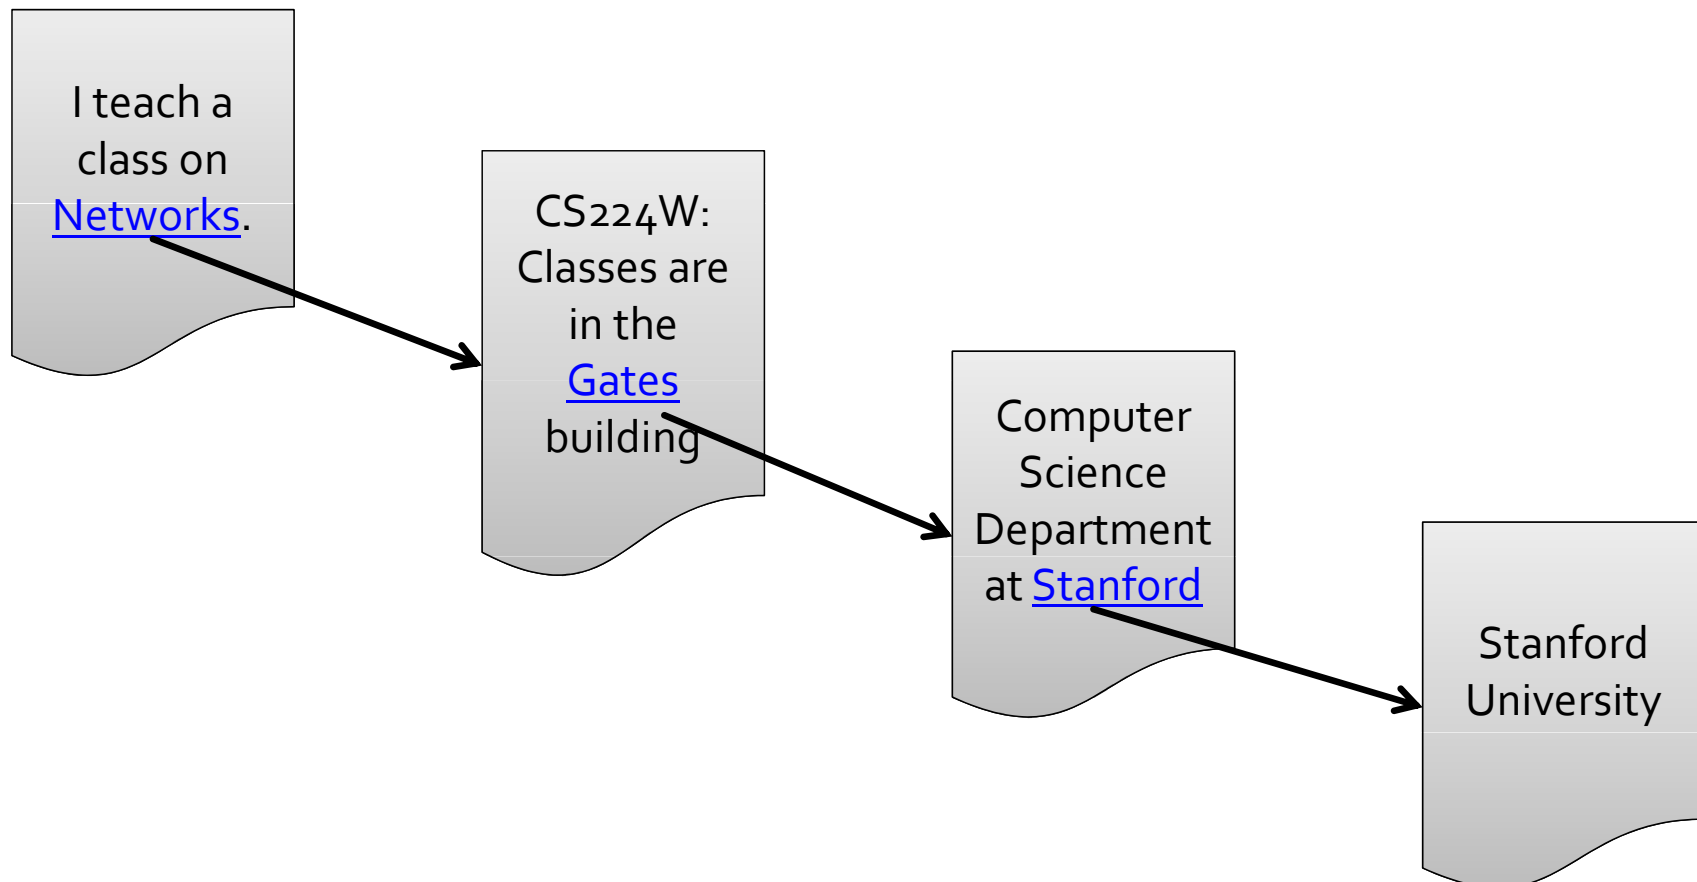 I teach a
class on
Networks.
CS224W:
Classes are
in the
Gates
building
Computer
Science
Department
at Stanford
Stanford
University